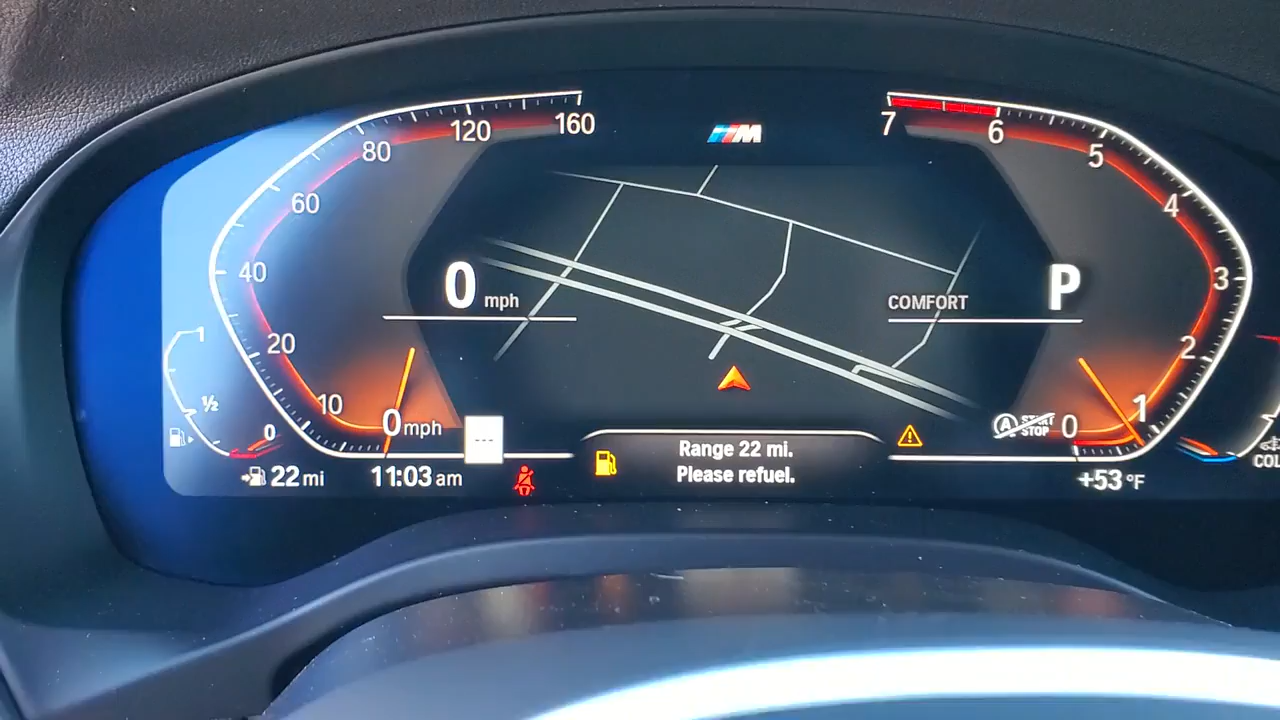 160
120
80
60
40
20
10
0 mph
M
7
6
5
4
3
2
1
0
0 mph
COMFORT
P
1
½
0
---
A START STOP
Range 22 mi.
Please refuel.
22 mi
11:03 am
+53 °F